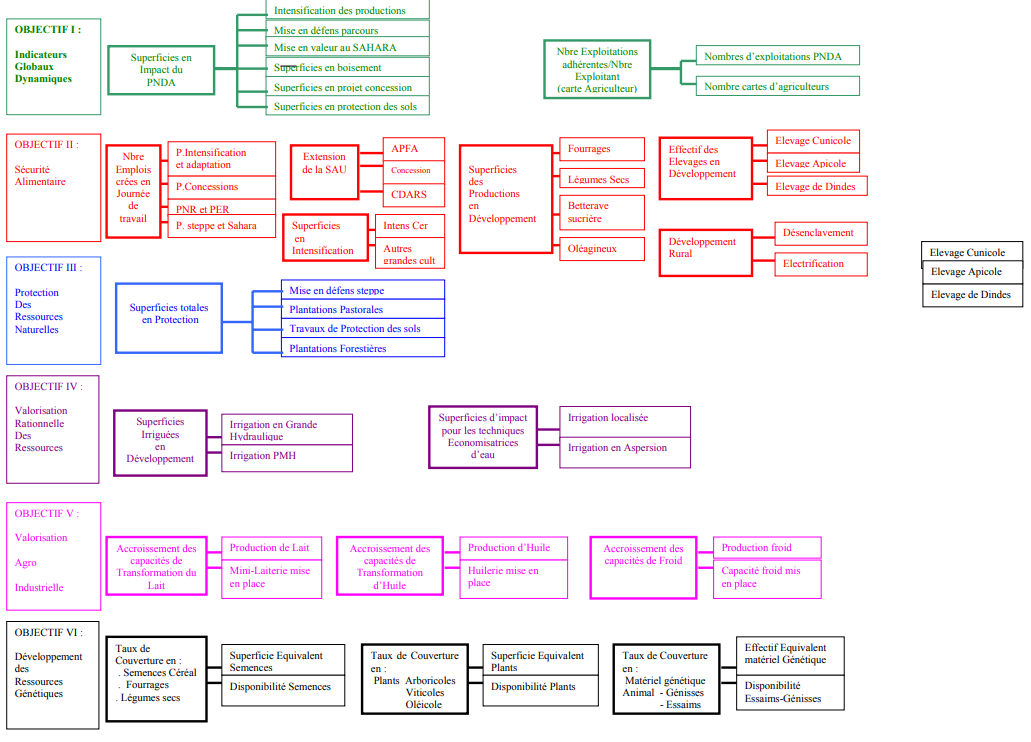 OBJECTIF I :
Indicateurs
Globaux
Dynamiques
Superficies en
Impact du
PNDA
Intensification des productions
Mise en défens parcours
Mise en valeur au SAHARA
Superficies en boisement
Superficies en projet concession
Superficies en protection des sols
Nbre Exploitations
adhérentes/Nbre
Exploitant
(carte Agriculteur)
Nombres d’exploitations PNDA
Nombre cartes d’agriculteurs
OBJECTIF II :
Sécurité
Alimentaire
Nbre
Emplois
crées en
Journée
de
travail
P.Intensification
et adaptation
P.Concessions
PNR et PER
P. steppe et Sahara
Extension
de la SAU
APFA
Concession
CDARS
Superficies
en
Intensification
Intens Cer
Autres
grandes cult
Superficies
des
Productions
en
Développement
Fourrages
Légumes Secs
Betterave
sucrière
Oléagineux
Effectif des
Elevages en
Développement
Elevage Cunicole
Elevage Apicole
Elevage de Dindes
Développement
Rural
Désenclavement
Electrification
Elevage Cunicole
Elevage Apicole
Elevage de Dindes
OBJECTIF III :
Protection
Des
Ressources
Naturelles
Superficies totales
en Protection
Mise en défens steppe
Plantations Pastorales
Travaux de Protection des sols
Plantations Forestières
OBJECTIF IV :
Valorisation
Rationnelle
Des
Ressources
Superficies
Irriguées
en
Développement
Irrigation en Grande
Hydraulique
Irrigation PMH
Superficies d’impact
pour les techniques
Economisatrices
d’eau
Irrigation localisée
Irrigation en Aspersion
OBJECTIF V :
Valorisation
Agro
Industrielle
Accroissement des
capacités de
Transformation du
Lait
Production de Lait
Mini-Laiterie mise
en place
Accroissement des
capacités de
Transformation
d’Huile
Production d’Huile
Huilerie mise en
place
Accroissement des
capacités de Froid
Production froid
Capacité froid mis
en place
OBJECTIF VI :
Développement
des
Ressources
Génétiques
Taux de
Couverture en :
. Semences Céréal
. Fourrages
. Légumes secs
Superficie Equivalent
Semences
Disponibilité Semences
Taux de Couverture
en :
Plants Arboricoles
Viticoles
Oléicole
Superficie Equivalent
Plants
Disponibilité Plants
Taux de Couverture
en :
Matériel génétique
Animal - Génisses
- Essaims
Effectif Equivalent
matériel Génétique
Disponibilité
Essaims-Génisses